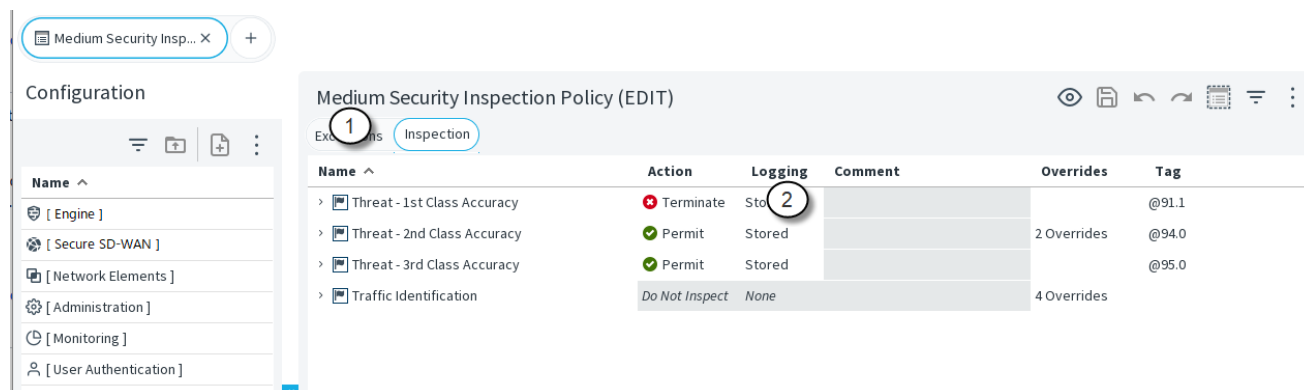 Medium Security Insp... ×
+
Configuration
Medium Security Inspection Policy (EDIT)
1
Inspection
Name
Name Action Logging Comment Overrides Tag
Threat - 1st Class Accuracy Terminate 2 @91.1
Threat - 2nd Class Accuracy Permit Stored 2 Overrides @94.0
Threat - 3rd Class Accuracy Permit Stored @95.0
Traffic Identification Do Not Inspect None 4 Overrides
[ Engine ]
[ Secure SD-WAN ]
[ Network Elements ]
[ Administration ]
[ Monitoring ]
[ User Authentication ]